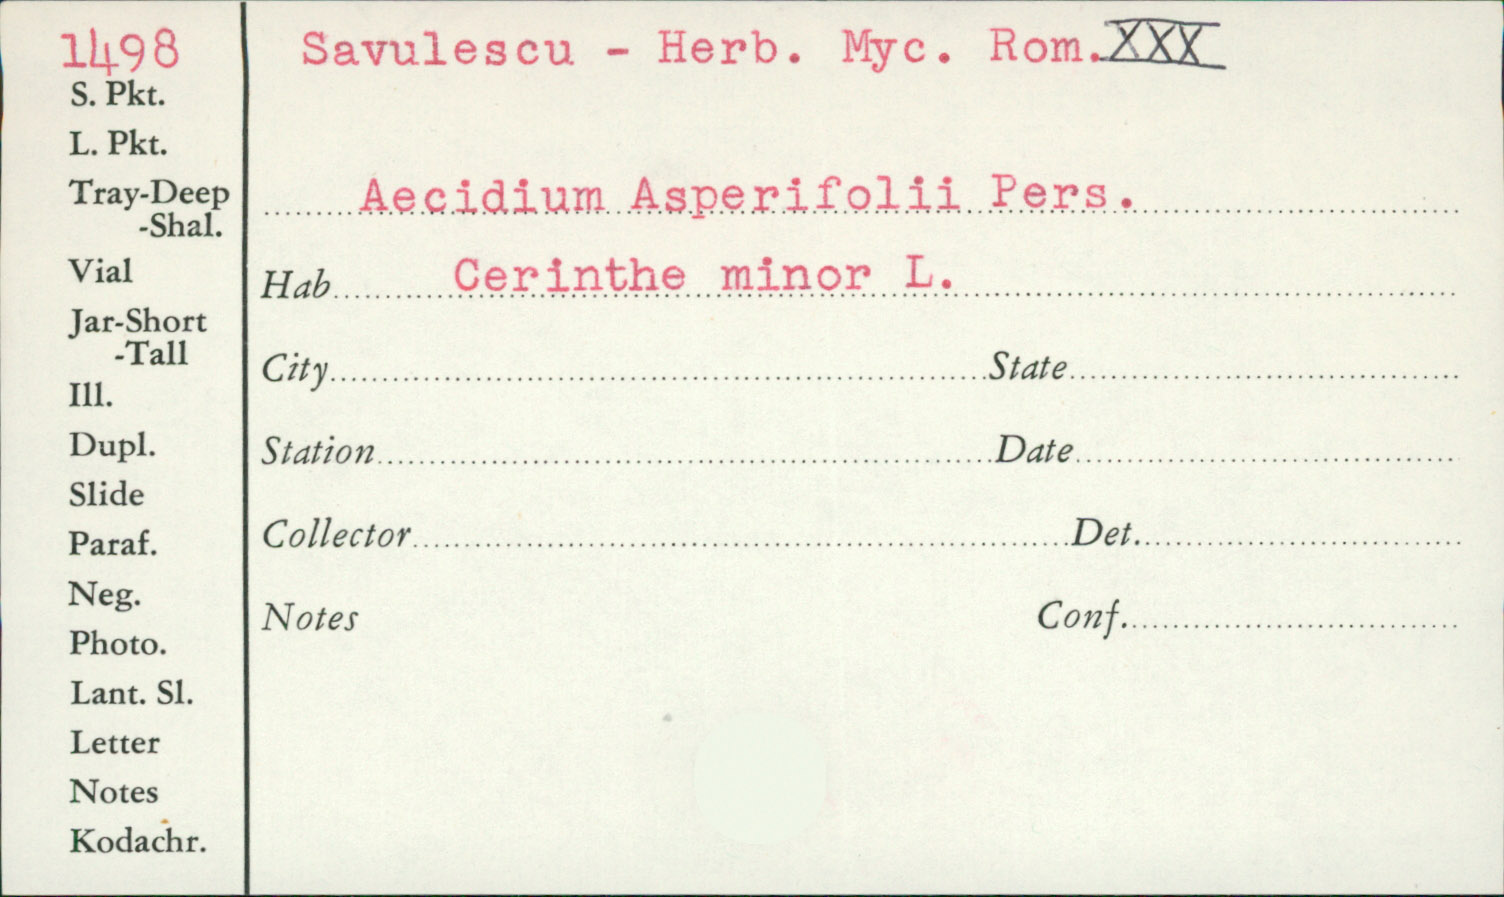 1498
Savulescu - Herb. Myc. Rom. XXX
S. Pkt.
L. Pkt.
Tray-Deep
-Shal.
Vial
Jar-Short
-Tall
Ill.
Dupl.
Slide
Paraf.
Neg.
Photo.
Lant. Sl.
Letter
Notes
Kodachr.
Aecidium Asperifolii Pers.
Hab. Cerinthe minor L.
City State
Station Date
Collector Det.
Notes Conf.